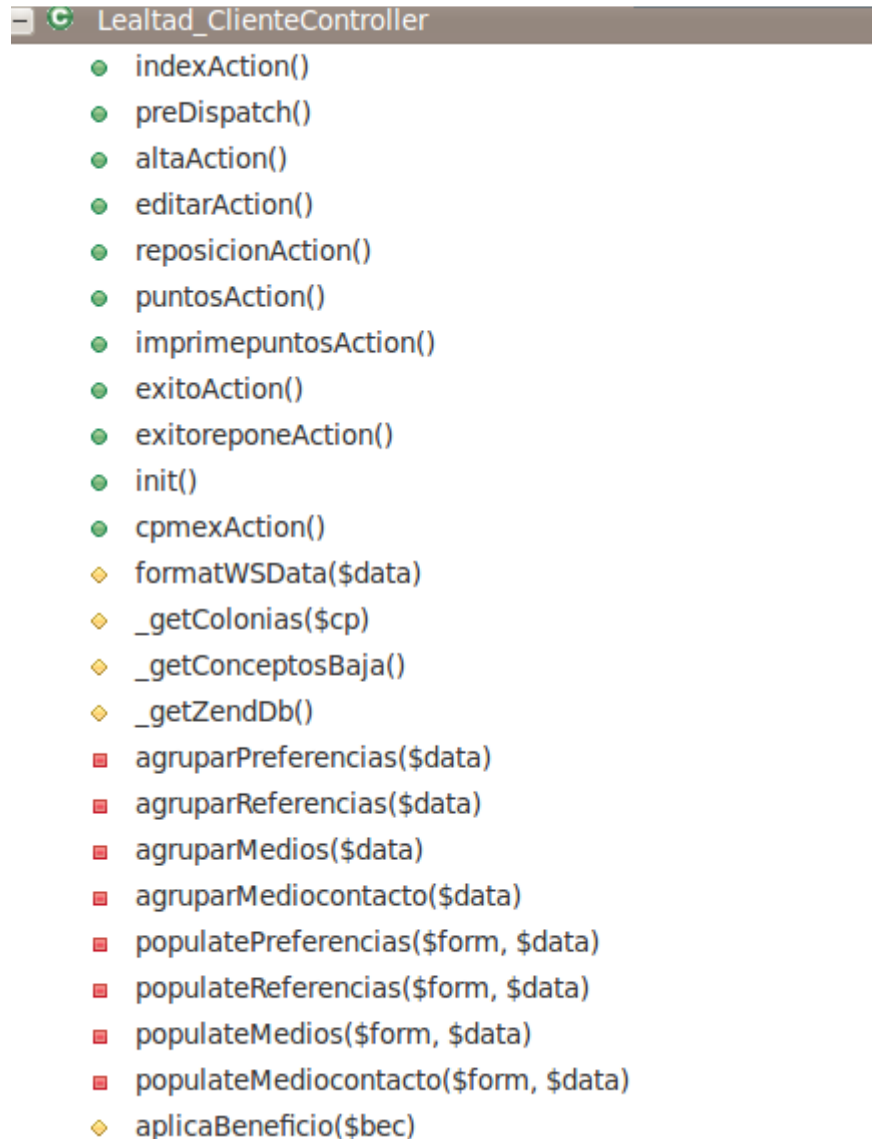 Lealtad_ClienteController
indexAction()
preDispatch()
altaAction()
editarAction()
reposicionAction()
puntosAction()
imprimepuntosAction()
exitoAction()
exitoreponeAction()
init()
cpmexAction()
formatWSData($data)
_getColonias($cp)
_getConceptosBaja()
_getZendDb()
agruparPreferencias($data)
agruparReferencias($data)
agruparMedios($data)
agruparMediocontacto($data)
populatePreferencias($form, $data)
populateReferencias($form, $data)
populateMedios($form, $data)
populateMediocontacto($form, $data)
aplicaBeneficio($bec)